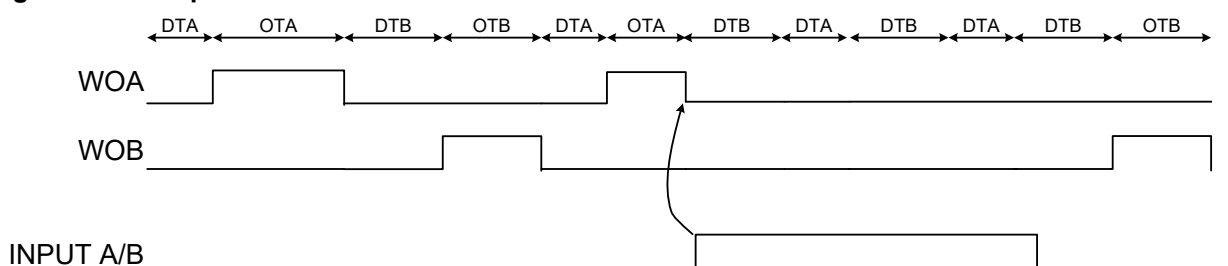 DTA OTA DTB OTB DTA OTA DTB DTA DTB DTA DTB OTB
WOA
WOB
INPUT A/B